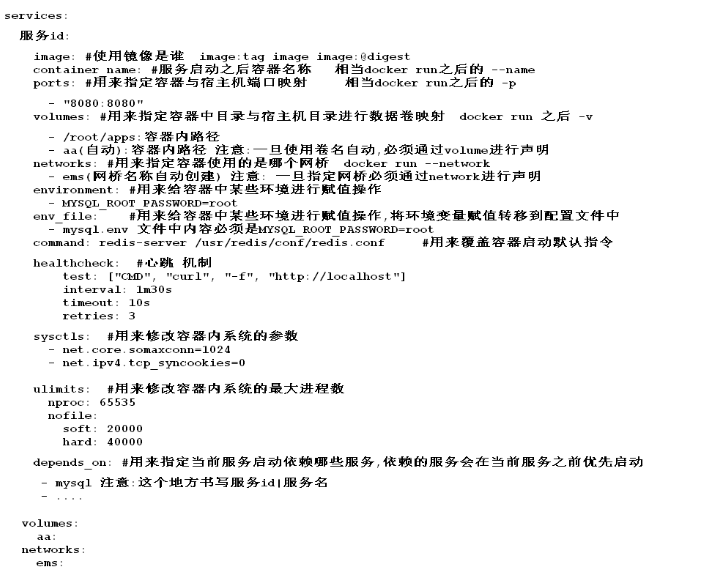 services:
服务id:
image: #使用镜像是谁 image:tag image image:@digest
container_name: #服务启动之后容器名称 相当docker run之后的 --name
ports: #用来指定容器与宿主机端口映射 相当docker run之后的 -p
- "8080:8080"
volumes: #用来指定容器中目录与宿主机目录进行数据卷映射 docker run 之后 -v
- /root/apps:容器内路径
- aa(自动):容器内路径 注意:一旦使用卷名自动,必须通过volume进行声明
networks: #用来指定容器使用的是哪个网桥 docker run --network
- ems(网桥名称自动创建) 注意: 一旦指定网桥必须通过network进行声明
environment: #用来给容器中某些环境进行赋值操作
- MYSQL_ROOT_PASSWORD=root
env_file: #用来给容器中某些环境进行赋值操作,将环境变量赋值转移到配置文件中
- mysql.env 文件中内容必须是MYSQL_ROOT_PASSWORD=root
command: redis-server /usr/redis/conf/redis.conf #用来覆盖容器启动默认指令
healthcheck: #心跳 机制
test: ["CMD", "curl", "-f", "http://localhost"]
interval: 1m30s
timeout: 10s
retries: 3
sysctls: #用来修改容器内系统的参数
- net.core.somaxconn=1024
- net.ipv4.tcp_syncookies=0
ulimits: #用来修改容器内系统的最大进程数
nproc: 65535
nofile:
soft: 20000
hard: 40000
depends_on: #用来指定当前服务启动依赖哪些服务,依赖的服务会在当前服务之前优先启动
- mysql 注意:这个地方书写服务id|服务名
- ....
volumes:
aa:
networks:
ems: